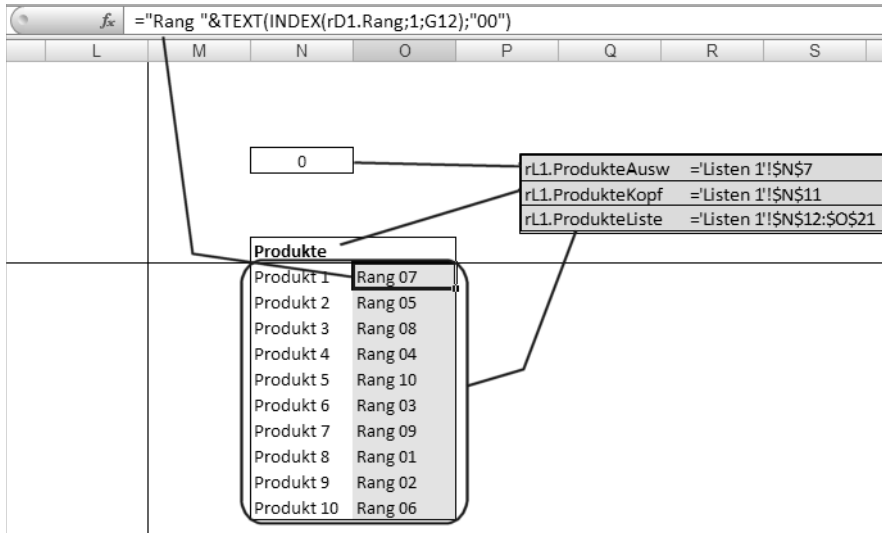 fx ="Rang "&TEXT(INDEX(rD1.Rang;1;G12);"00")
L M N O P Q R S
0
rL1.ProdukteAusw ='Listen 1'!$N$7
rL1.ProdukteKopf ='Listen 1'!$N$11
rL1.ProdukteListe ='Listen 1'!$N$12:$O$21
Produkte
Produkt 1 Rang 07
Produkt 2 Rang 05
Produkt 3 Rang 08
Produkt 4 Rang 04
Produkt 5 Rang 10
Produkt 6 Rang 03
Produkt 7 Rang 09
Produkt 8 Rang 01
Produkt 9 Rang 02
Produkt 10 Rang 06